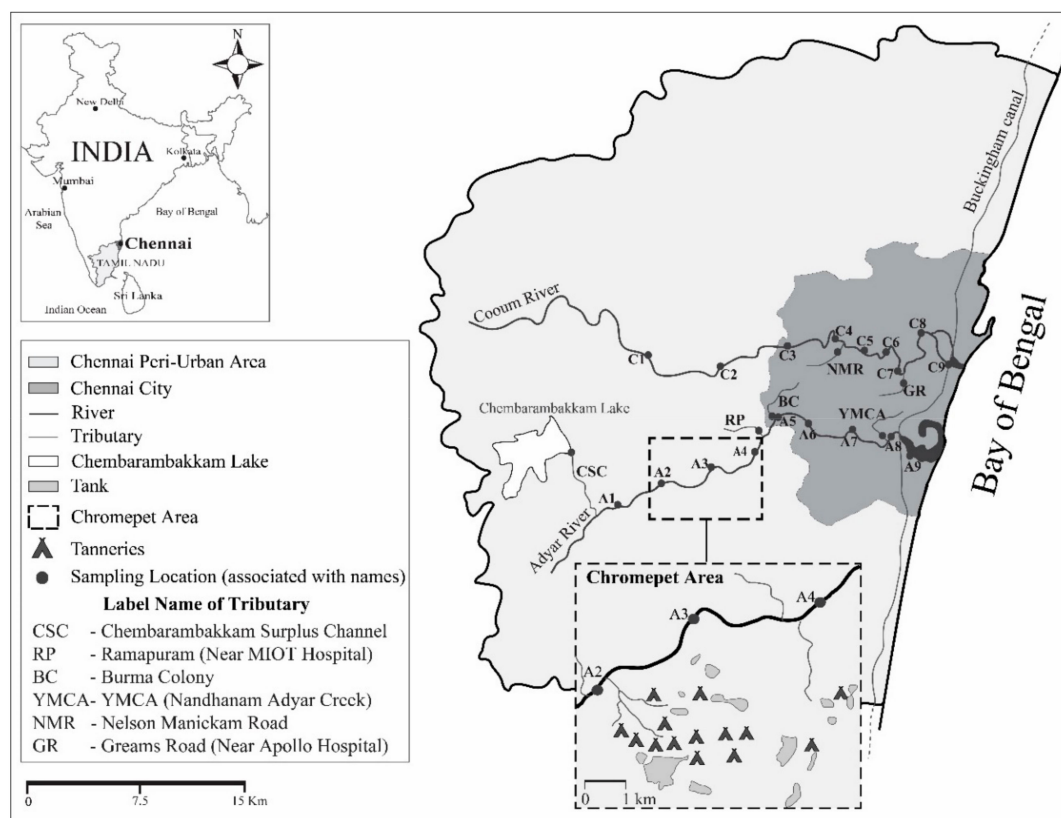 N
New Delhi
INDIA
Kolkata
Mumbai
Arabian
Sea
Bay of Bengal
Chennai
TAMIL NADU
Sri Lanka
Indian Ocean
Chennai Peri-Urban Area
Chennai City
River
Tributary
Chembarambakkam Lake
Tank
Chromepet Area
Tanneries
Sampling Location (associated with names)
Label Name of Tributary
CSC - Chembarambakkam Surplus Channel
RP - Ramapuram (Near MIOT Hospital)
BC - Burma Colony
YMCA- YMCA (Nandhanam Adyar Creek)
NMR - Nelson Manickam Road
GR - Greams Road (Near Apollo Hospital)
0 7.5 15 Km
Buckingham canal
Cooum River
C1
C2
C3
C4
C5
C6
C7
C8
C9
NMR
GR
BC
YMCA
RP
Chembarambakkam Lake
CSC
A1
A2
A3
A4
A5
A6
A7
A8
A9
Adyar River
Bay of Bengal
Chromepet Area
A2
A3
A4
0 1 km